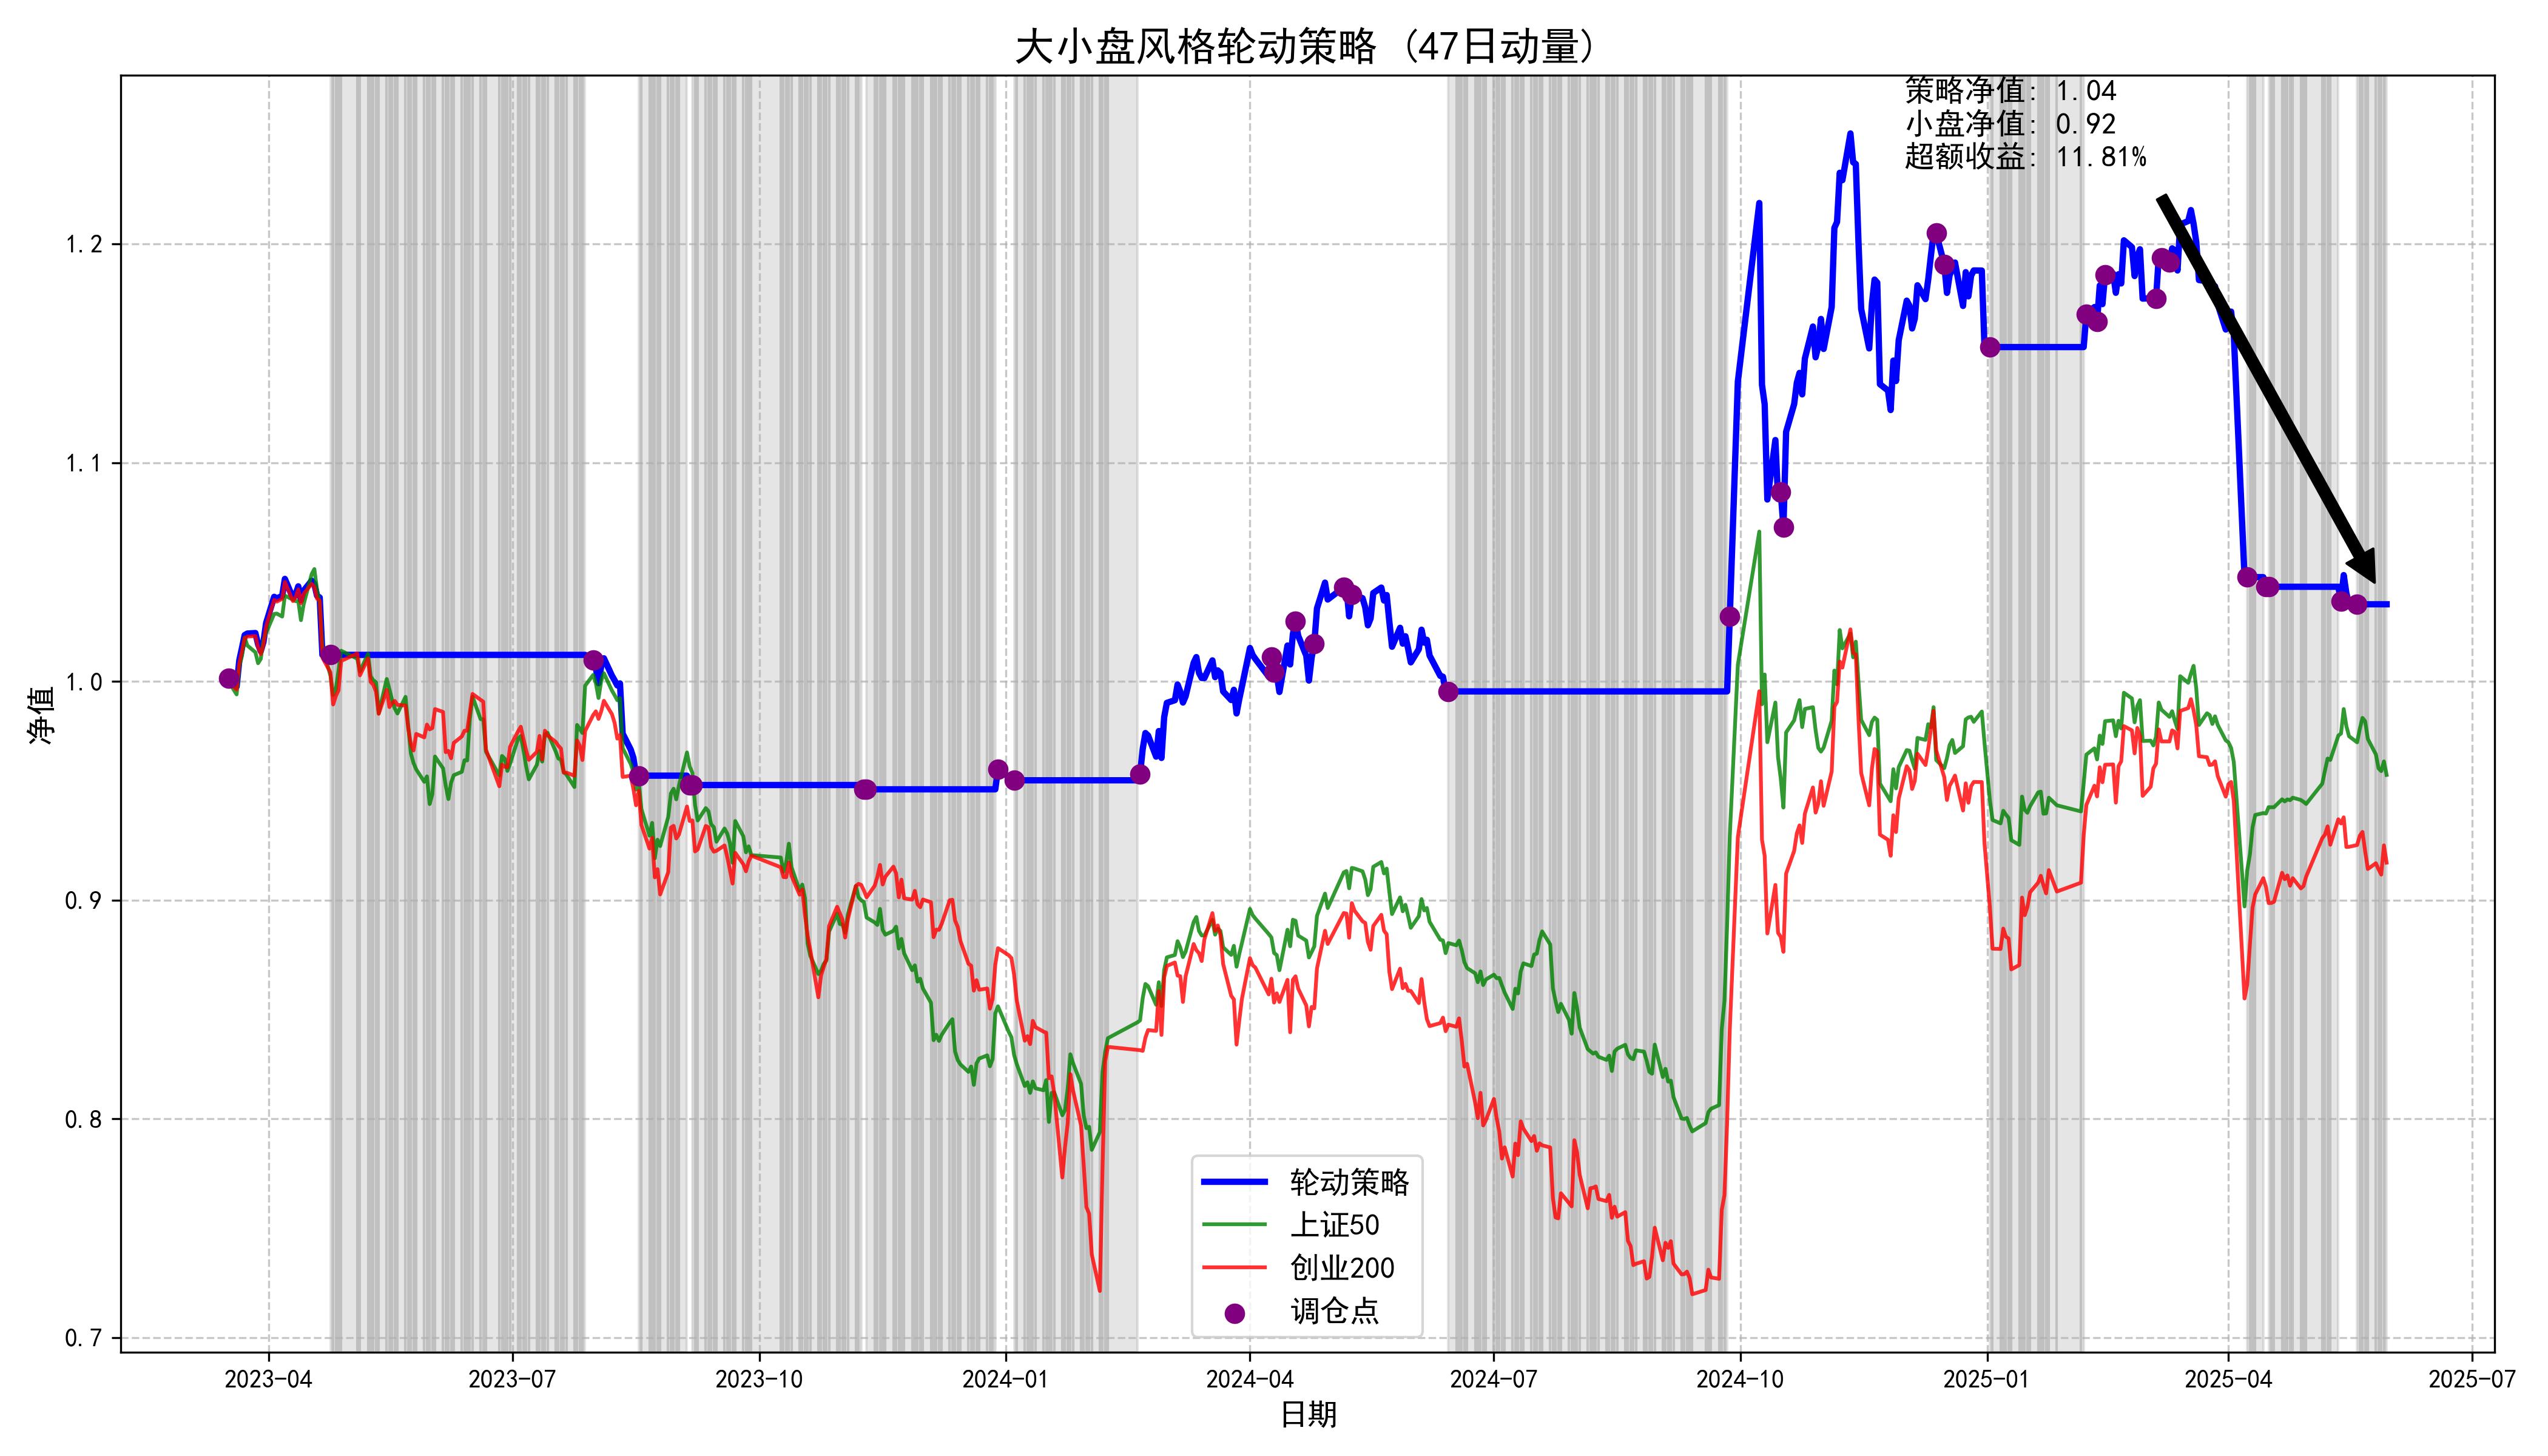 大小盘风格轮动策略 (47日动量)
策略净值: 1.04
小盘净值: 0.92
超额收益: 11.81%
净值
1.2
1.1
1.0
0.9
0.8
0.7
轮动策略
上证50
创业200
调仓点
2023-04
2023-07
2023-10
2024-01
2024-04
2024-07
2024-10
2025-01
2025-04
2025-07
日期